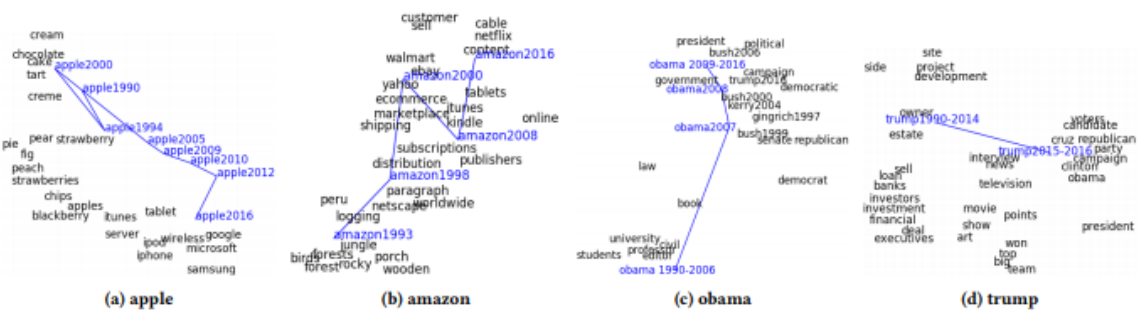 cream
chocolate
cake
apple2000
tart
apple1990
creme
apple1994
pear strawberry
apple2005
pie
apple2009
fig
apple2010
peach
apple2012
strawberries
chips
apples
blackberry
itunes
tablet
apple2016
server
ipod
wireless
google
iphone
microsoft
samsung
(a) apple
customer
sell
cable
netflix
content
amazon2016
walmart
ebay
amazon2000
yahoo
tablets
ecommerce
itunes
marketplace
kindle
online
shipping
amazon2008
subscriptions
distribution
publishers
amazon1998
paragraph
peru
netscape
worldwide
logging
amazon1993
jungle
birds
forests
porch
forest
rocky
wooden
(b) amazon
president
political
bush2006
obama 2009-2016
campaign
government
trump2016
democratic
obama2008
bush2000
kerry2004
gingrich1997
obama2007
bush1999
senate republican
law
democrat
book
university
civil
professor
students
editor
obama 1990-2006
(c) obama
site
side
project
development
owner
trump1990-2014
voters
candidate
estate
cruz republican
trump2015-2016
party
interview
campaign
news
clinton
sell
obama
loan
television
banks
investors
investment
movie
points
financial
show
president
deal
art
executives
won
top
big
team
(d) trump